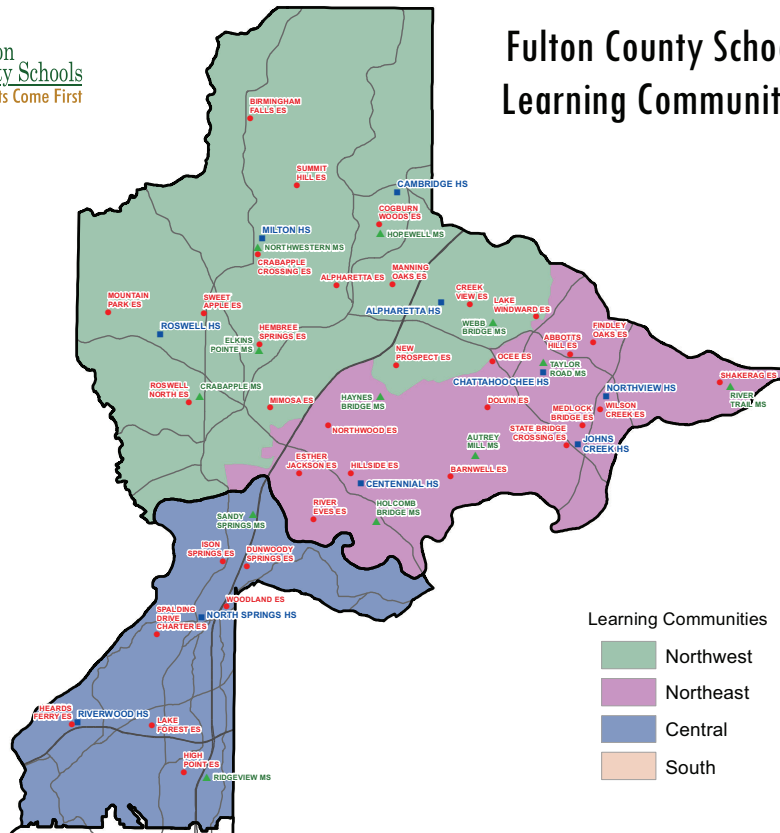 on
ty Schools
ts Come First
Fulton County Schoo
Learning Communit
BIRMINGHAM
FALLS ES
SUMMIT
HILL ES
CAMBRIDGE HS
COGBURN
WOODS ES
HOPEWELL MS
MILTON HS
NORTHWESTERN MS
CRABAPPLE
CROSSING ES
ALPHARETTA ES
MANNING
OAKS ES
MOUNTAIN
PARK ES
SWEET
APPLE ES
CREEK
VIEW ES
LAKE
WINDWARD ES
ALPHARETTA HS
ROSWELL HS
HEMBREE
SPRINGS ES
ELKINS
POINTE MS
WEBB
BRIDGE MS
FINDLEY
OAKS ES
ABBOTTS
HILL ES
NEW
PROSPECT ES
OCEE ES
TAYLOR
ROAD MS
CHATTAHOOCHEE HS
SHAKERAG ES
RIVER
TRAIL MS
NORTHVIEW HS
ROSWELL
NORTH ES
CRABAPPLE MS
MIMOSA ES
HAYNES
BRIDGE MS
DOLVIN ES
MEDLOCK
BRIDGE ES
WILSON
CREEK ES
NORTHWOOD ES
STATE BRIDGE
CROSSING ES
AUTREY
MILL MS
JOHNS
CREEK HS
ESTHER
JACKSON ES
HILLSIDE ES
BARNWELL ES
CENTENNIAL HS
RIVER
EVES ES
HOLCOMB
BRIDGE MS
SANDY
SPRINGS MS
ISON
SPRINGS ES
DUNWOODY
SPRINGS ES
WOODLAND ES
SPALDING
DRIVE
CHARTER ES
NORTH SPRINGS HS
HEARDS
FERRY ES
RIVERWOOD HS
LAKE
FOREST ES
HIGH
POINT ES
RIDGEVIEW MS
Learning Communities
Northwest
Northeast
Central
South